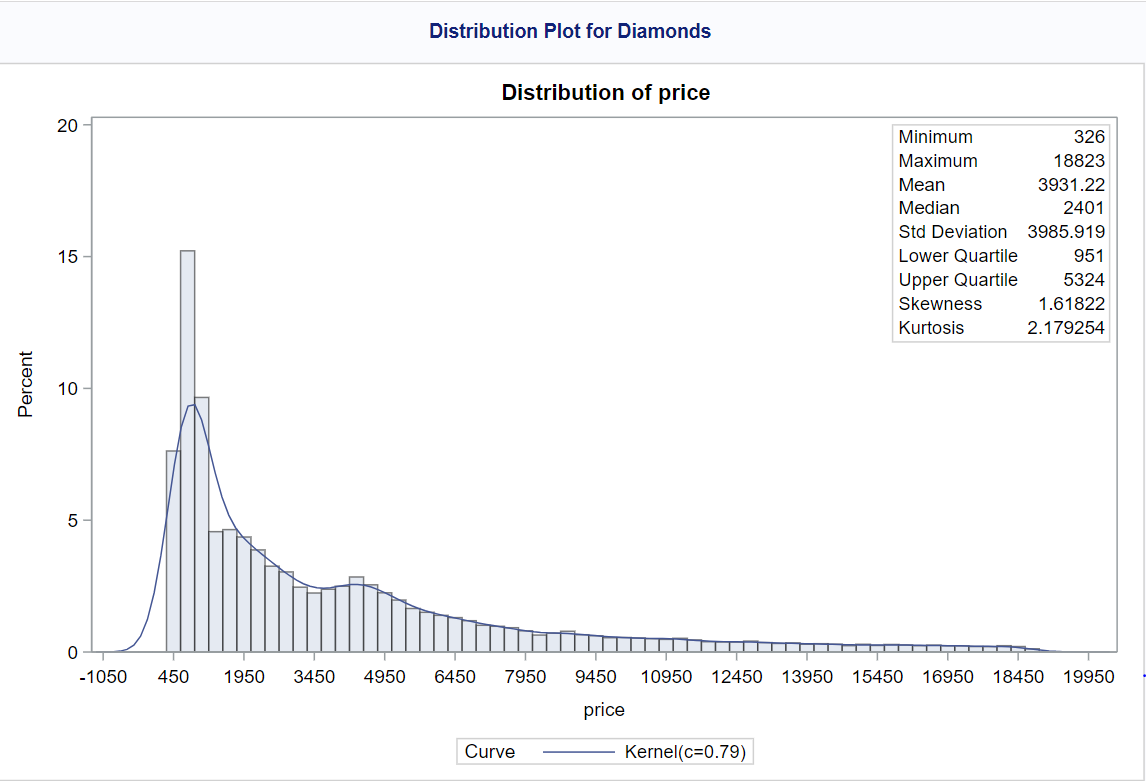 Distribution Plot for Diamonds
Distribution of price
20
15
10
5
0
Percent
Minimum 326
Maximum 18823
Mean 3931.22
Median 2401
Std Deviation 3985.919
Lower Quartile 951
Upper Quartile 5324
Skewness 1.61822
Kurtosis 2.179254
-1050 450 1950 3450 4950 6450 7950 9450 10950 12450 13950 15450 16950 18450 19950
price
Curve Kernel(c=0.79)